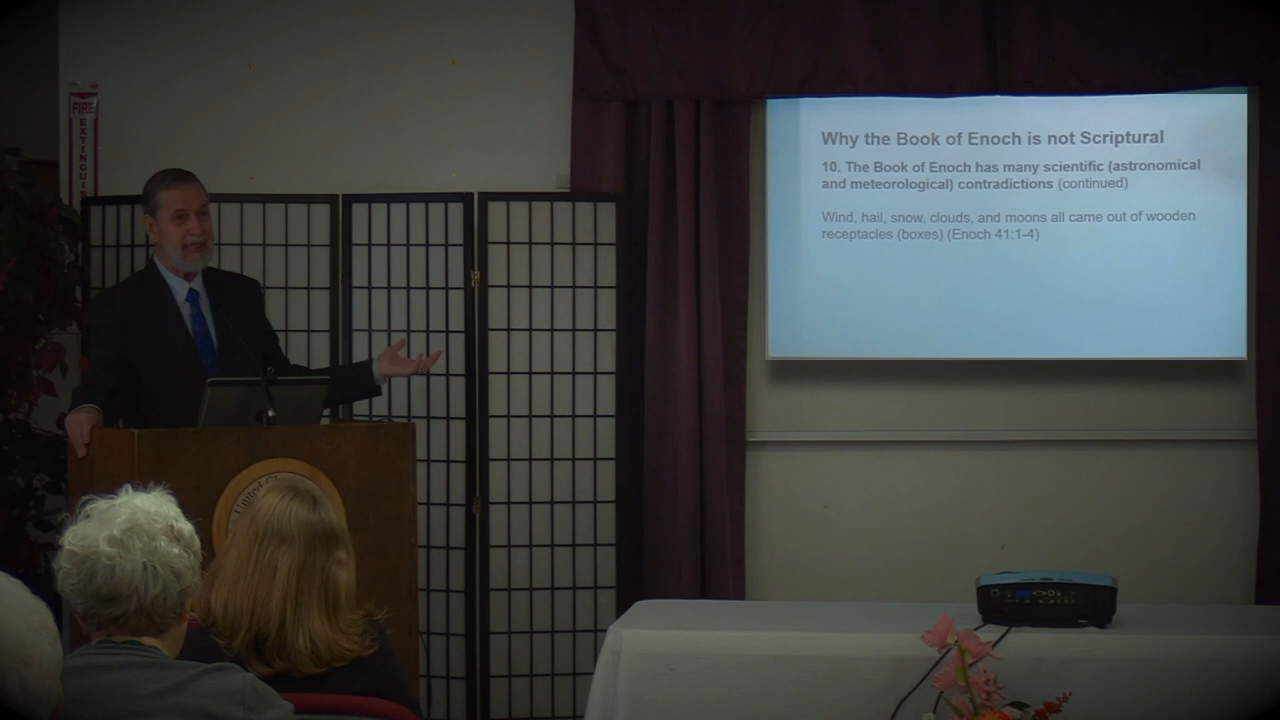 FIRE
EXTINGUIS
Why the Book of Enoch is not Scriptural
10. The Book of Enoch has many scientific (astronomical
and meteorological) contradictions (continued)
Wind, hail, snow, clouds, and moons all came out of wooden
receptacles (boxes) (Enoch 41:1-4)
United